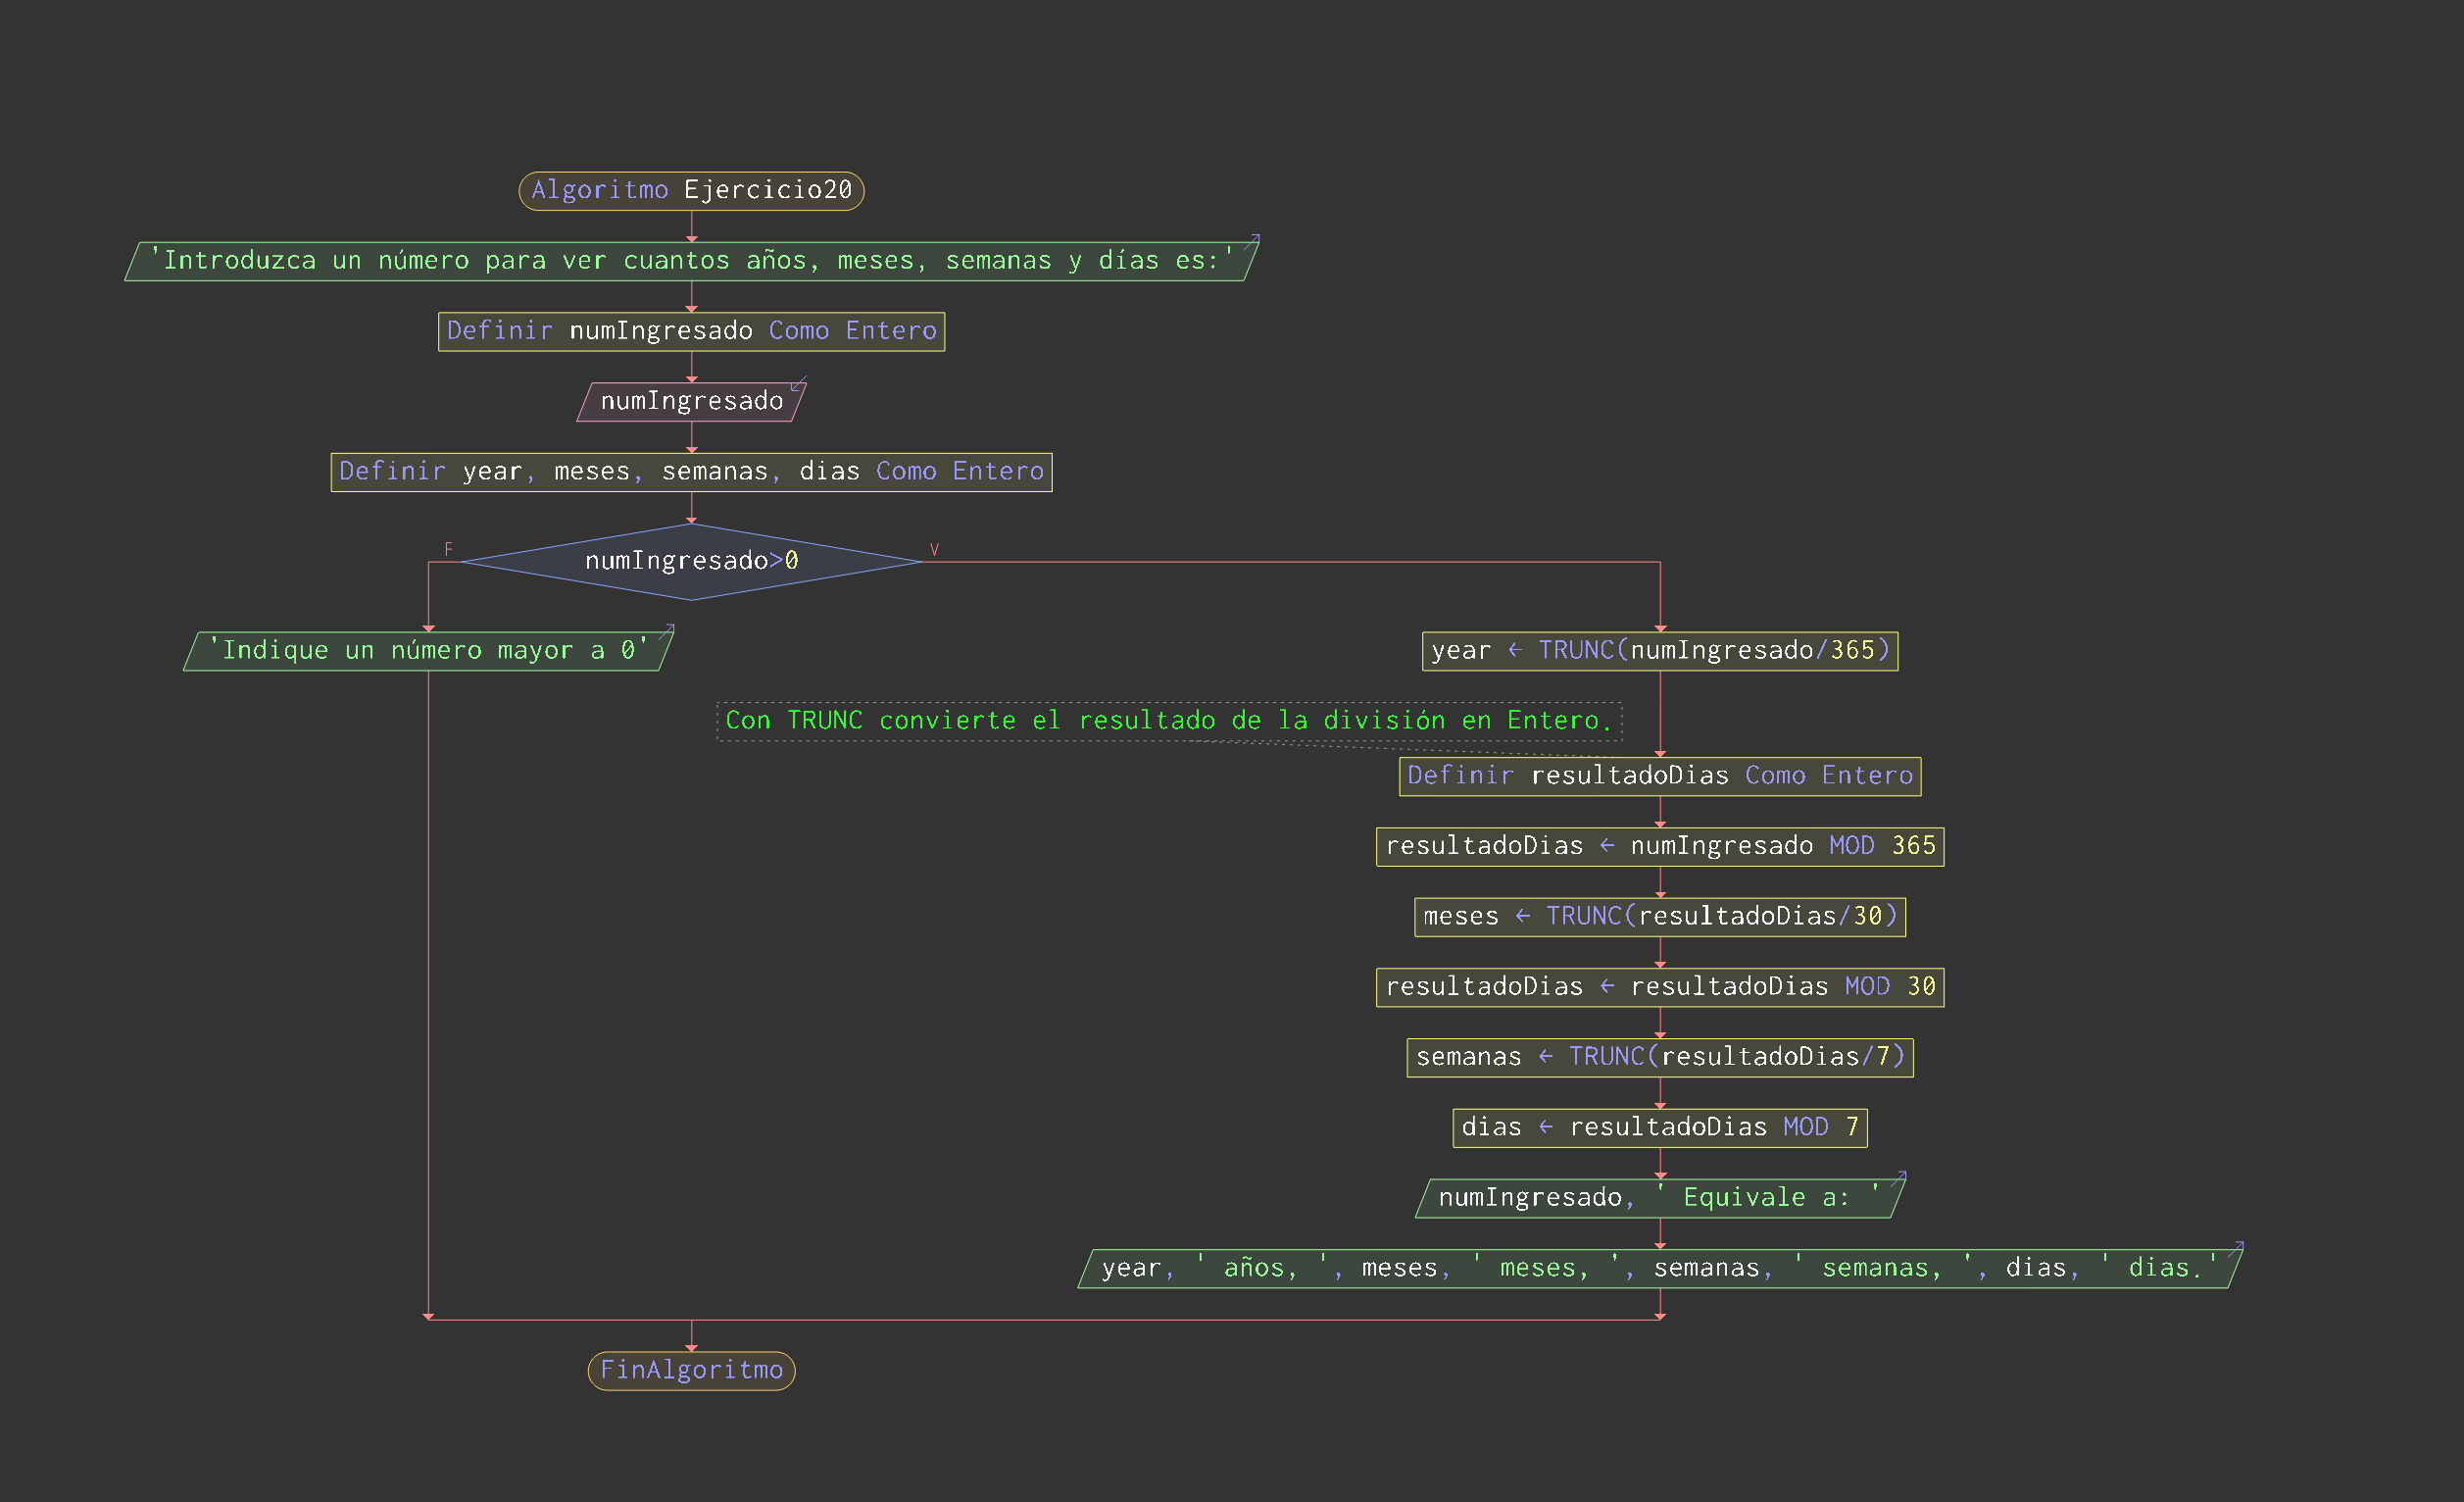 Algoritmo Ejercicio20
'Introduzca un número para ver cuantos años, meses, semanas y días es:'
Definir numIngresado Como Entero
numIngresado
Definir year, meses, semanas, dias Como Entero
F
numIngresado>0
V
'Indique un número mayor a 0'
year ← TRUNC(numIngresado/365)
Con TRUNC convierte el resultado de la división en Entero.
Definir resultadoDias Como Entero
resultadoDias ← numIngresado MOD 365
meses ← TRUNC(resultadoDias/30)
resultadoDias ← resultadoDias MOD 30
semanas ← TRUNC(resultadoDias/7)
dias ← resultadoDias MOD 7
numIngresado, ' Equivale a: '
year, ' años, ', meses, ' meses, ', semanas, ' semanas, ', dias, ' dias.'
FinAlgoritmo